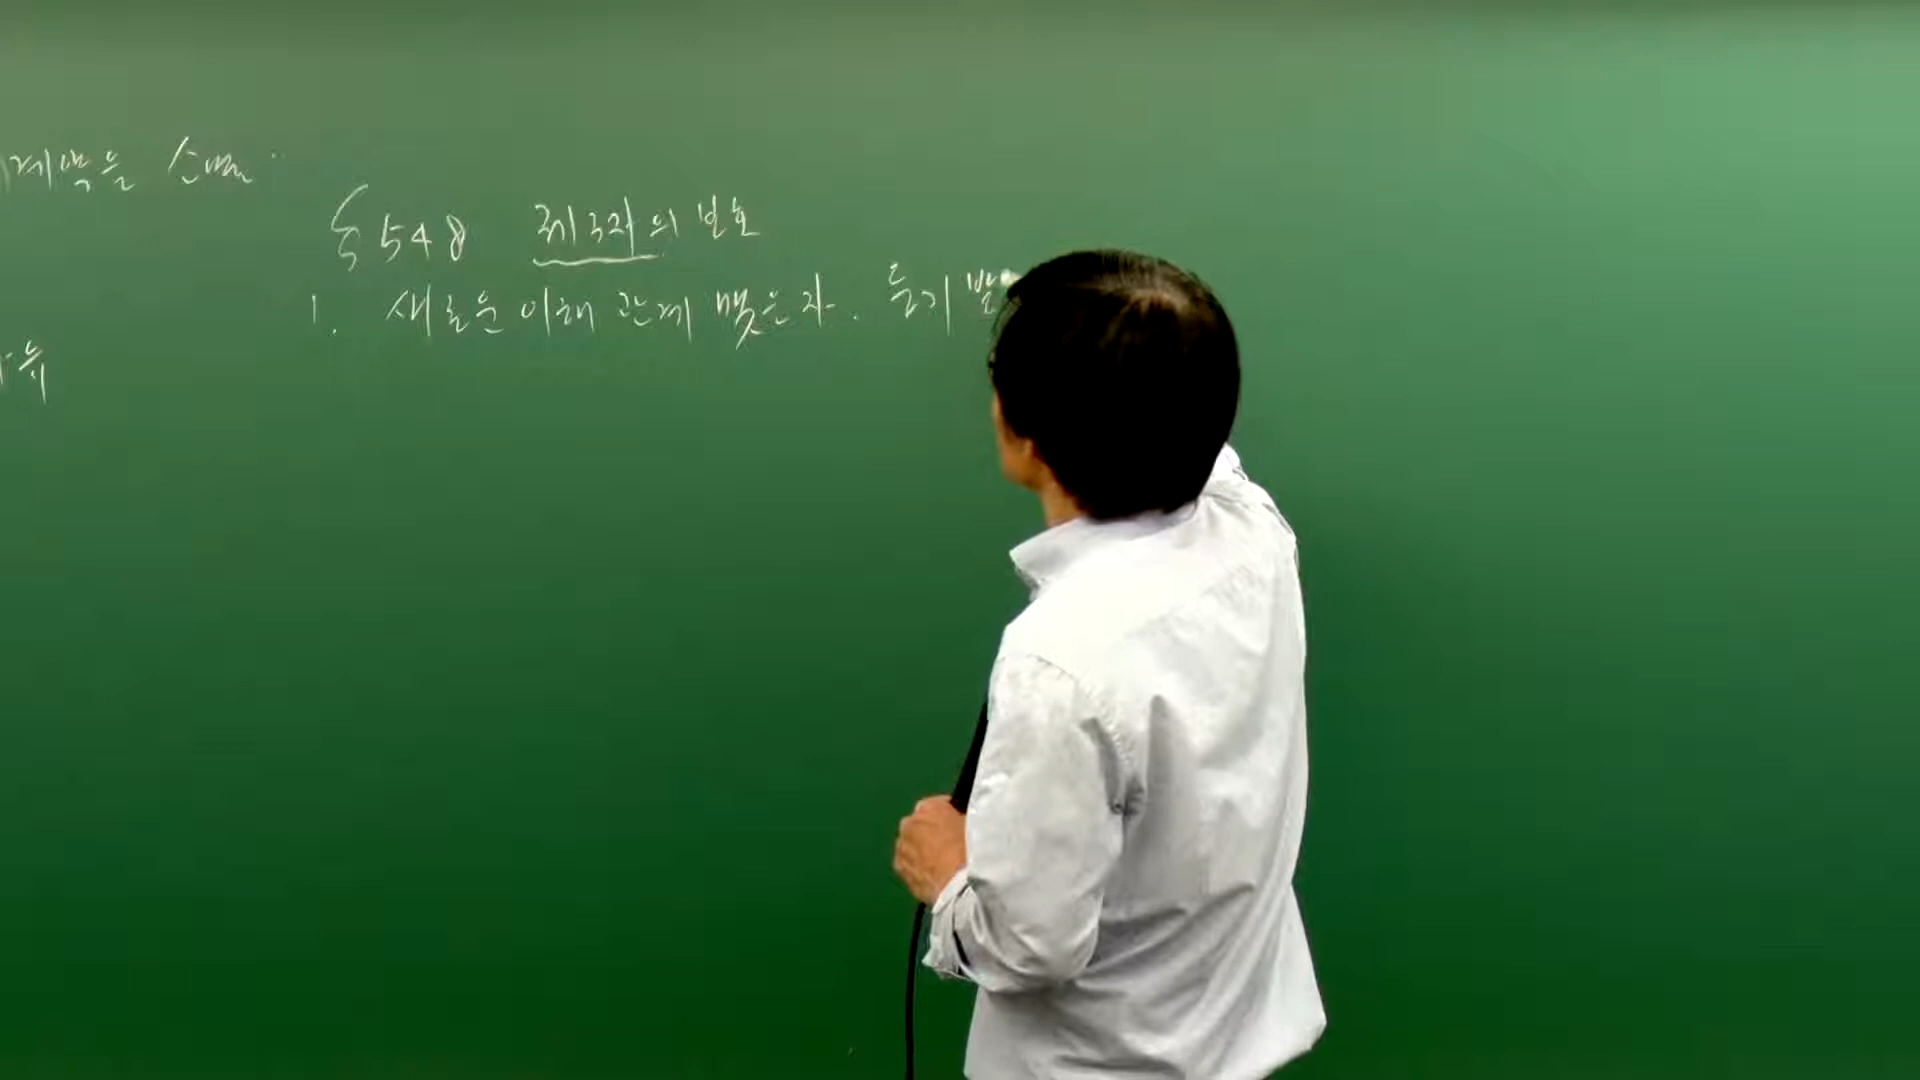 계약을
§548 제3자의 보호
1. 새로운 이해 관계 맺은 자. 등기